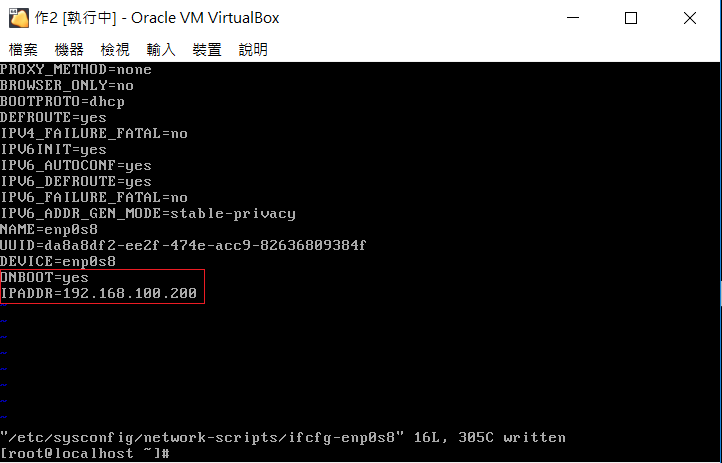 作2 [執行中] - Oracle VM VirtualBox
檔案 機器 檢視 輸入 裝置 說明
PROXY_METHOD=none
BROWSER_ONLY=no
BOOTPROTO=dhcp
DEFROUTE=yes
IPV4_FAILURE_FATAL=no
IPV6INIT=yes
IPV6_AUTOCONF=yes
IPV6_DEFROUTE=yes
IPV6_FAILURE_FATAL=no
IPV6_ADDR_GEN_MODE=stable-privacy
NAME=enp0s8
UUID=da8a8df2-ee2f-474e-acc9-82636809384f
DEVICE=enp0s8
ONBOOT=yes
IPADDR=192.168.100.200
~
~
~
~
~
~
~
"/etc/sysconfig/network-scripts/ifcfg-enp0s8" 16L, 305C written
[root@localhost ~]#